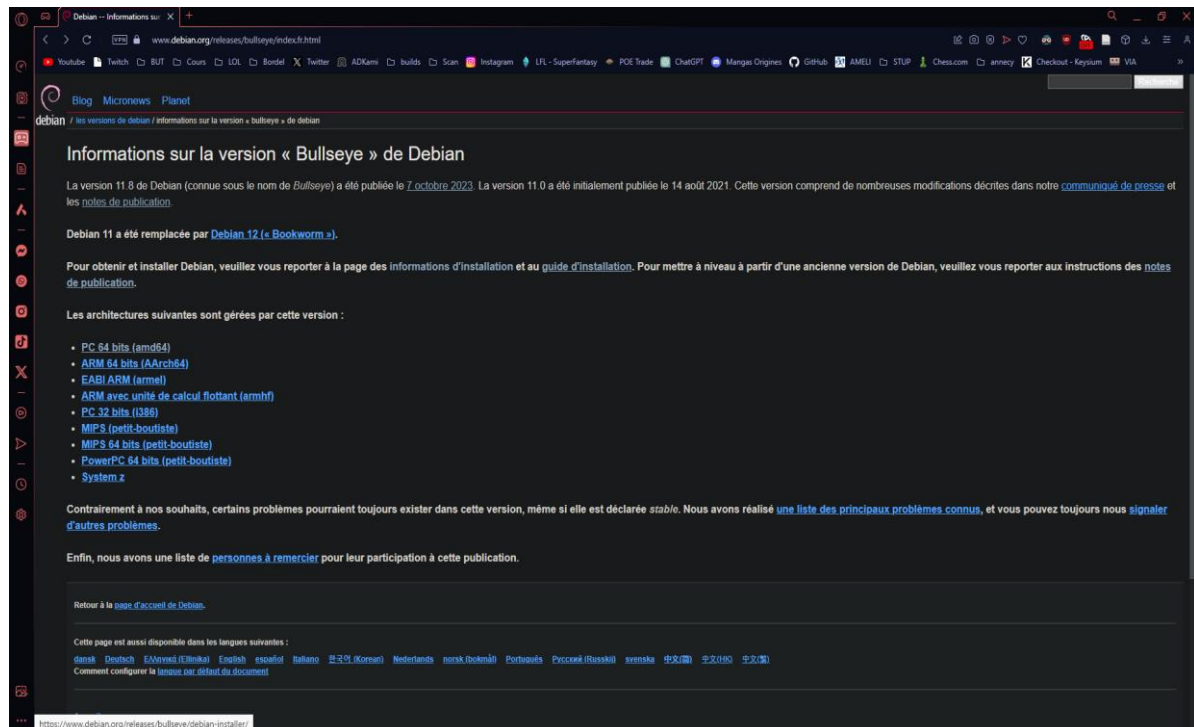 Debian -- Informations sur
VPN
www.debian.org/releases/bullseye/index.fr.html
Youtube Twitch BUT Cours LOL Bordel Twitter ADKami builds Scan Instagram LFL - SuperFantasy POE Trade ChatGPT Mangas Origines GitHub AMELI STUP Chess.com annecy Checkout - Keysium VIA
Blog Micronews Planet
Recherche
debian / les versions de debian / informations sur la version « bullseye » de debian
Informations sur la version « Bullseye » de Debian
La version 11.8 de Debian (connue sous le nom de Bullseye) a été publiée le 7 octobre 2023. La version 11.0 a été initialement publiée le 14 août 2021. Cette version comprend de nombreuses modifications décrites dans notre communiqué de presse et
les notes de publication.
Debian 11 a été remplacée par Debian 12 (« Bookworm »).
Pour obtenir et installer Debian, veuillez vous reporter à la page des informations d'installation et au guide d'installation. Pour mettre à niveau à partir d'une ancienne version de Debian, veuillez vous reporter aux instructions des notes
de publication.
Les architectures suivantes sont gérées par cette version :
• PC 64 bits (amd64)
• ARM 64 bits (AArch64)
• EABI ARM (armel)
• ARM avec unité de calcul flottant (armhf)
• PC 32 bits (i386)
• MIPS (petit-boutiste)
• MIPS 64 bits (petit-boutiste)
• PowerPC 64 bits (petit-boutiste)
• System z
Contrairement à nos souhaits, certains problèmes pourraient toujours exister dans cette version, même si elle est déclarée stable. Nous avons réalisé une liste des principaux problèmes connus, et vous pouvez toujours nous signaler
d'autres problèmes.
Enfin, nous avons une liste de personnes à remercier pour leur participation à cette publication.
Retour à la page d'accueil de Debian.
Cette page est aussi disponible dans les langues suivantes :
dansk Deutsch Ελληνικά (Ellinika) English español Italiano 한국어 (Korean) Nederlands norsk (bokmål) Português Русский (Russkij) svenska 中文(简) 中文(HK) 中文(繁)
Comment configurer la langue par défaut du document
https://www.debian.org/releases/bullseye/debian-installer/